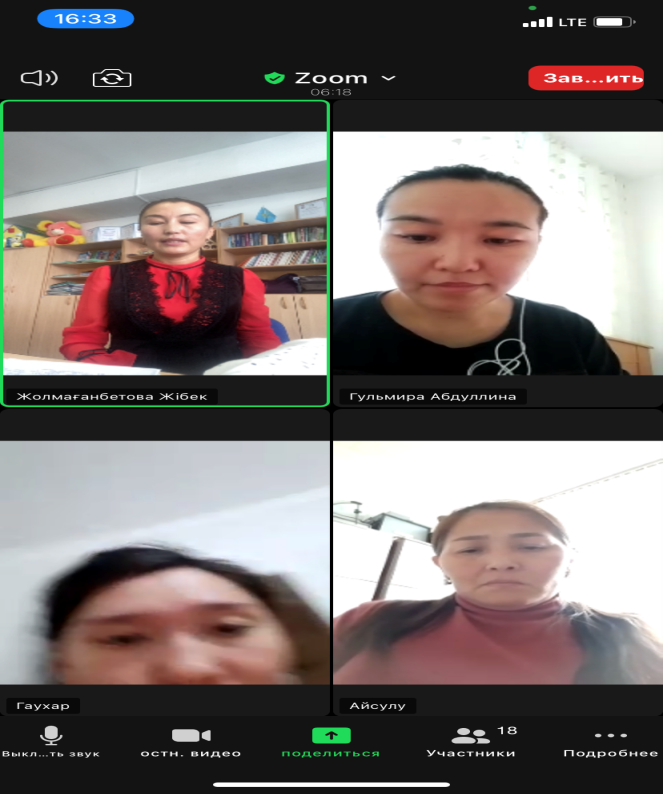 16:33
LTE
Zoom
06:18
Зав...ить
Жолмағанбетова Жібек
Гульмира Абдуллина
Гаухар
Айсулу
Выкл...ть звук
остн. видео
поделиться
Участники
18
Подробнее